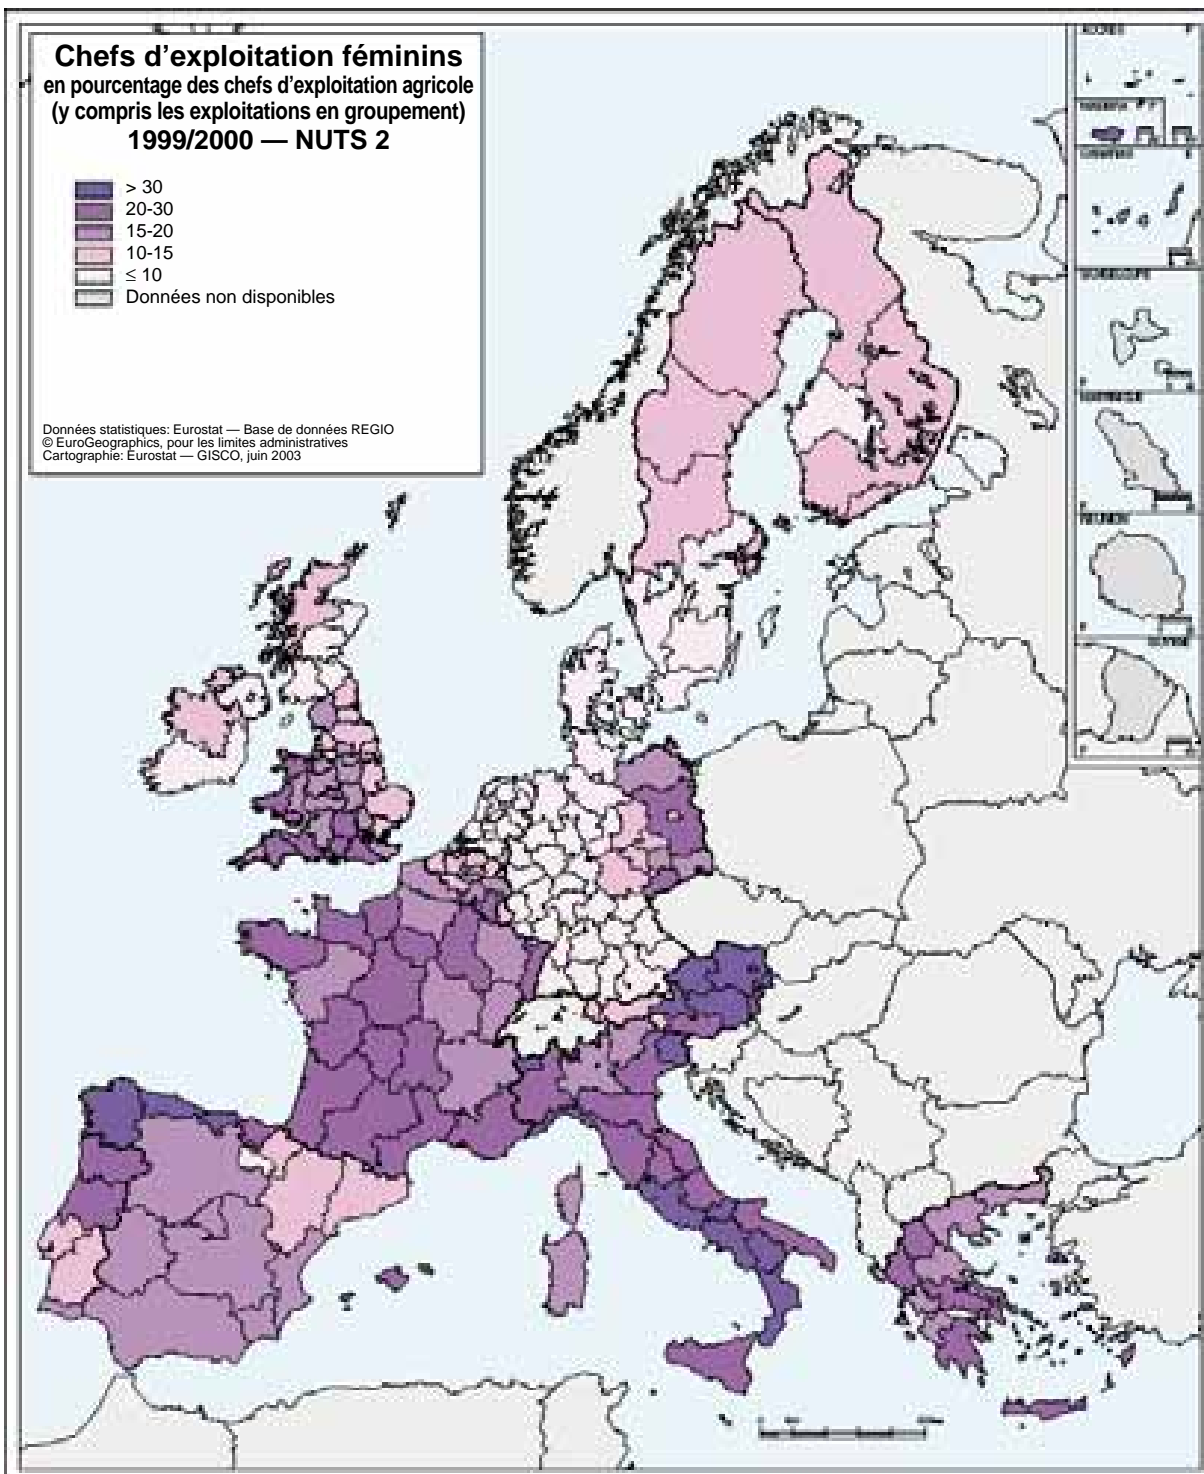 Chefs d'exploitation féminins
en pourcentage des chefs d'exploitation agricole
(y compris les exploitations en groupement)
1999/2000 — NUTS 2
> 30
20-30
15-20
10-15
≤ 10
Données non disponibles
Données statistiques: Eurostat — Base de données REGIO
© EuroGeographics, pour les limites administratives
Cartographie: Eurostat — GISCO, juin 2003